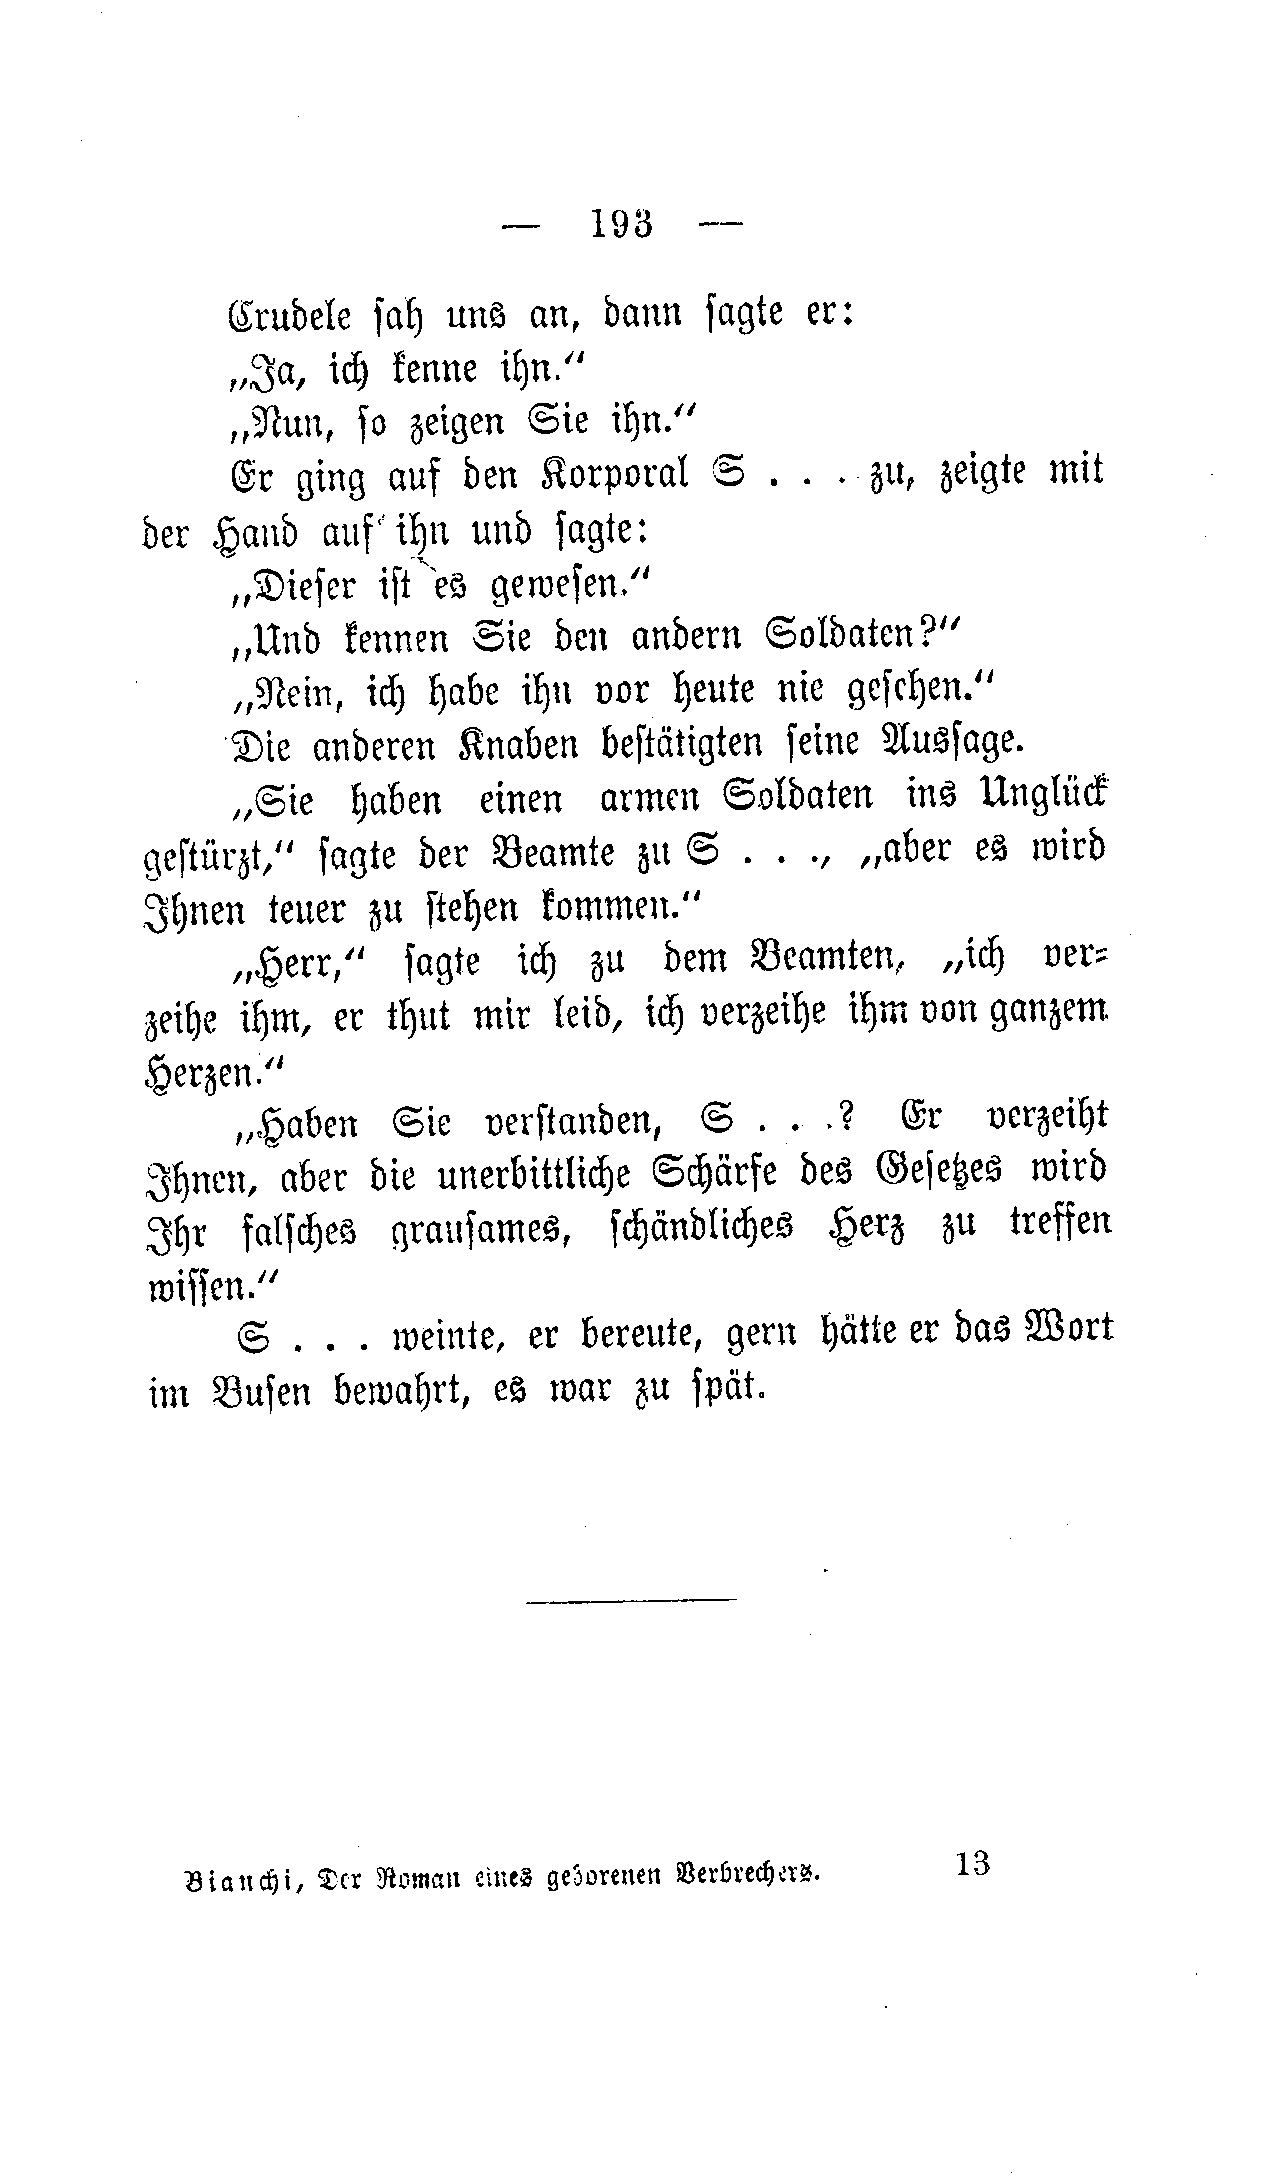 — 193 —
Crudele sah uns an, dann sagte er:
„Ja, ich kenne ihn."
„Nun, so zeigen Sie ihn."
Er ging auf den Korporal S . . . zu, zeigte mit
der Hand auf ihn und sagte:
„Dieser ist es gewesen."
„Und kennen Sie den andern Soldaten?"
„Nein, ich habe ihn vor heute nie gesehen."
Die anderen Knaben bestätigten seine Aussage.
„Sie haben einen armen Soldaten ins Unglück
gestürzt," sagte der Beamte zu S . . ., „aber es wird
Ihnen teuer zu stehen kommen."
„Herr," sagte ich zu dem Beamten, „ich ver-
zeihe ihm, er thut mir leid, ich verzeihe ihm von ganzem
Herzen."
„Haben Sie verstanden, S . . .? Er verzeiht
Ihnen, aber die unerbittliche Schärfe des Gesetzes wird
Ihr falsches grausames, schändliches Herz zu treffen
wissen."
S . . . weinte, er bereute, gern hätte er das Wort
im Busen bewahrt, es war zu spät.
Bianchi, Der Roman eines geborenen Verbrechers. 13